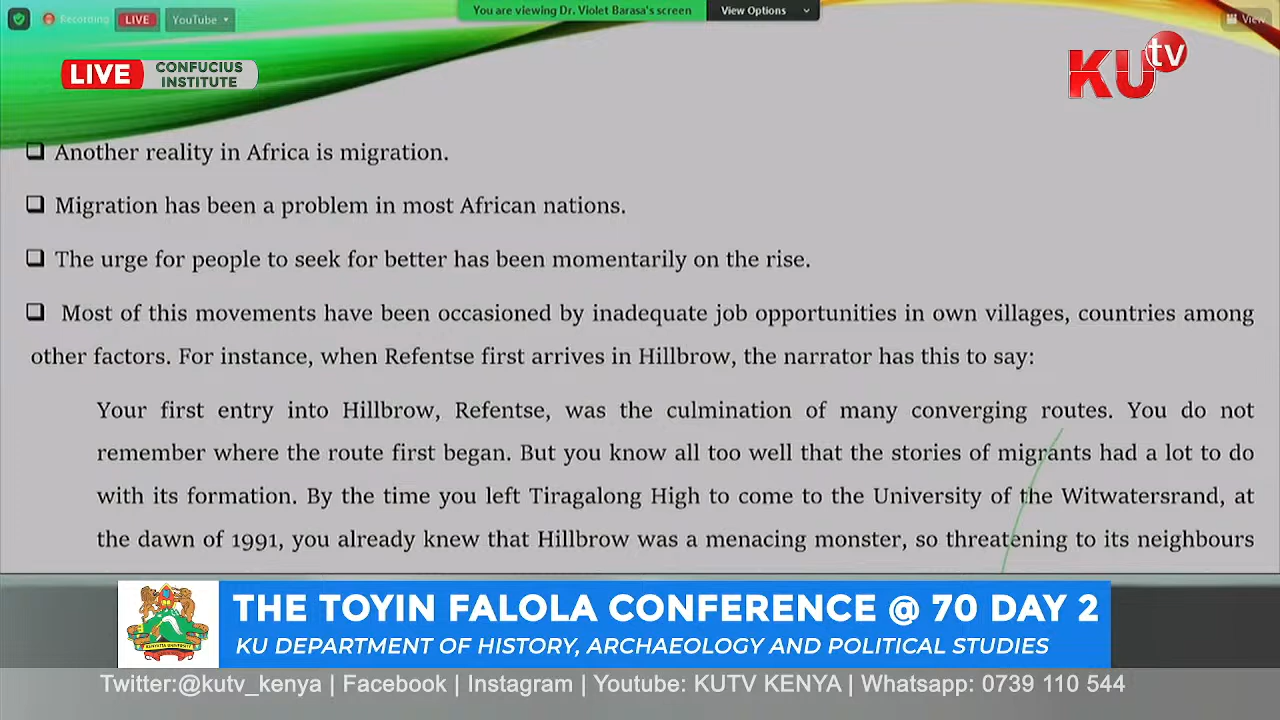 Recording LIVE YouTube
You are viewing Dr. Violet Barasa's screen View Options
View
LIVE CONFUCIUS INSTITUTE
KU tv
Another reality in Africa is migration.
Migration has been a problem in most African nations.
The urge for people to seek for better has been momentarily on the rise.
Most of this movements have been occasioned by inadequate job opportunities in own villages, countries among
other factors. For instance, when Refentse first arrives in Hillbrow, the narrator has this to say:
Your first entry into Hillbrow, Refentse, was the culmination of many converging routes. You do not
remember where the route first began. But you know all too well that the stories of migrants had a lot to do
with its formation. By the time you left Tiragalong High to come to the University of the Witwatersrand, at
the dawn of 1991, you already knew that Hillbrow was a menacing monster, so threatening to its neighbours
THE TOYIN FALOLA CONFERENCE @ 70 DAY 2
KU DEPARTMENT OF HISTORY, ARCHAEOLOGY AND POLITICAL STUDIES
KENYATTA UNIVERSITY
Twitter:@kutv_kenya | Facebook | Instagram | Youtube: KUTV KENYA | Whatsapp: 0739 110 544